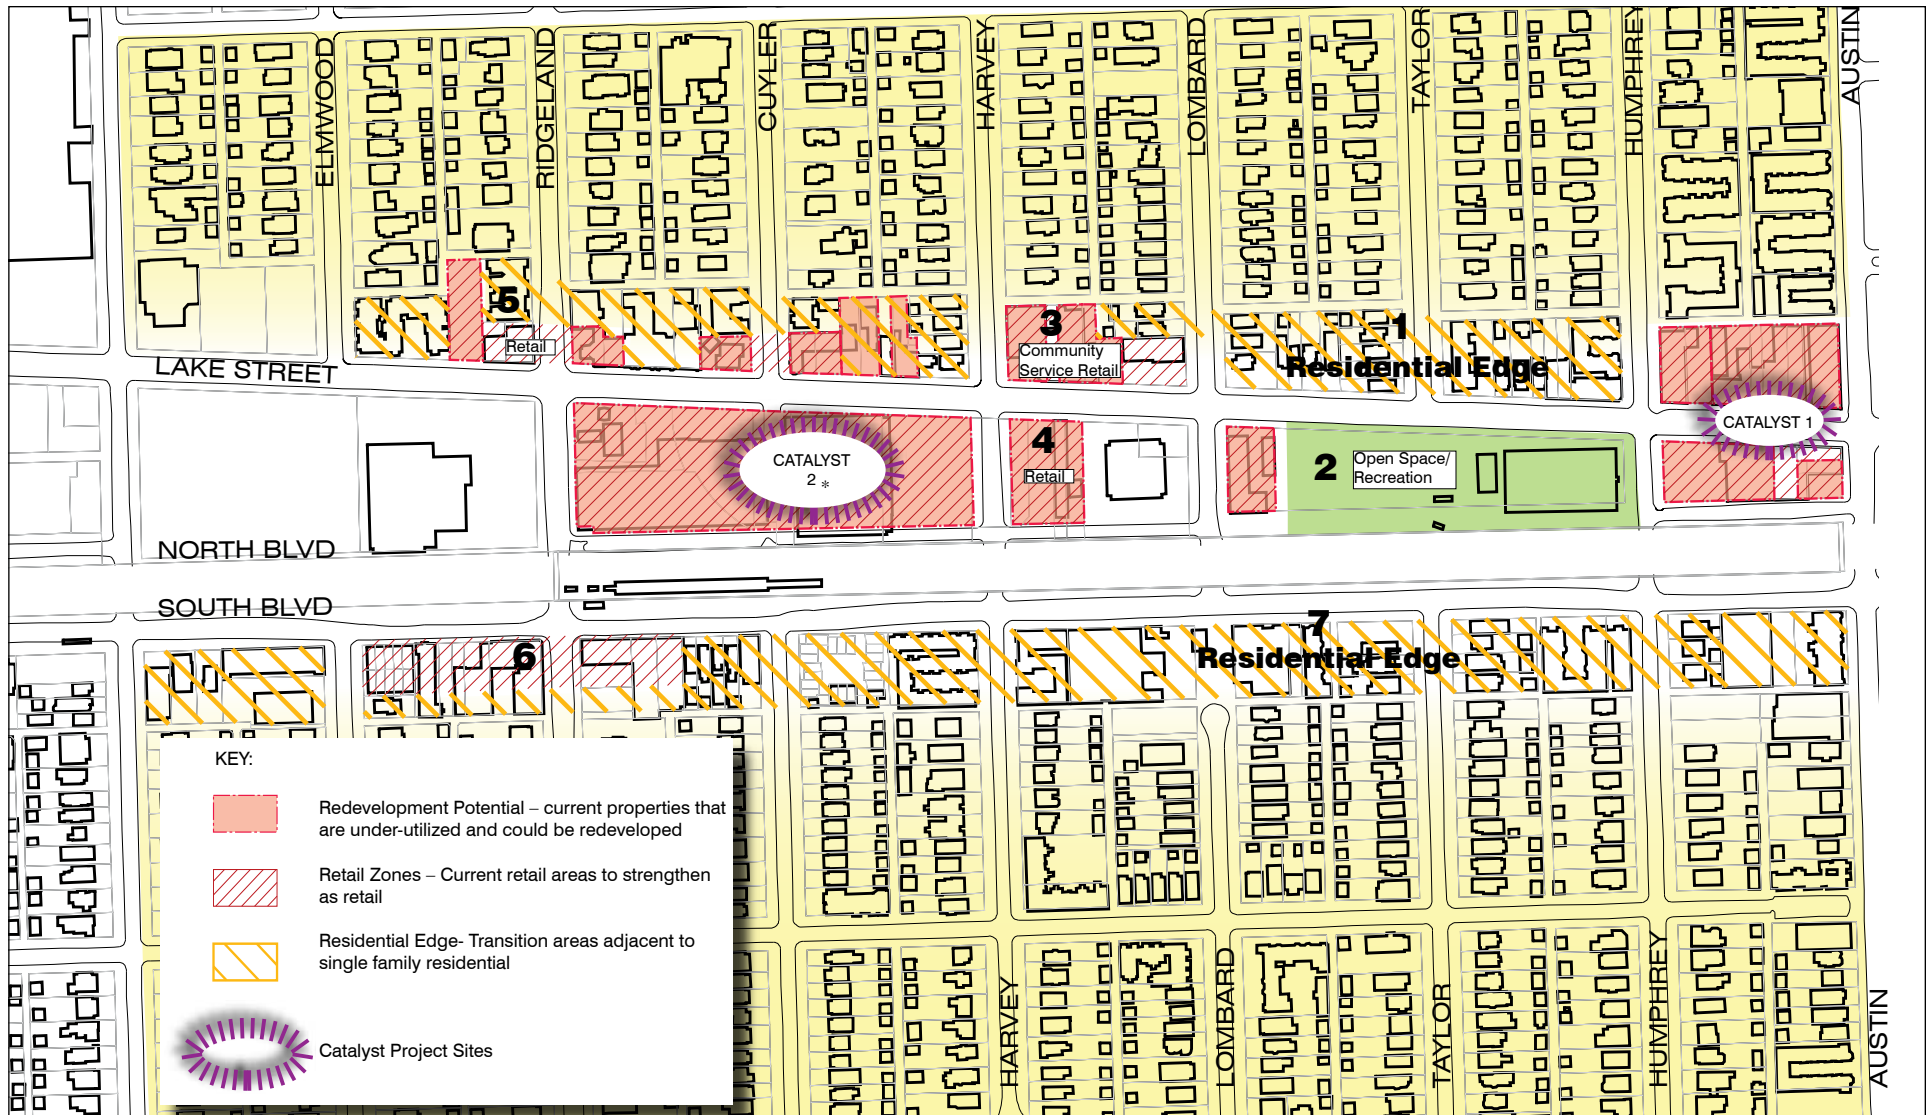 ELMWOOD
RIDGELAND
CUYLER
HARVEY
LOMBARD
TAYLOR
HUMPHREY
AUSTIN
5
Retail
3
Community
Service Retail
1
Residential Edge
LAKE STREET
CATALYST 1
CATALYST
2 *
4
Retail
2
Open Space/
Recreation
NORTH BLVD
SOUTH BLVD
6
7
Residential Edge
KEY:
Redevelopment Potential – current properties that
are under-utilized and could be redeveloped
Retail Zones – Current retail areas to strengthen
as retail
Residential Edge- Transition areas adjacent to
single family residential
Catalyst Project Sites
HARVEY
LOMBARD
TAYLOR
HUMPHREY
AUSTIN